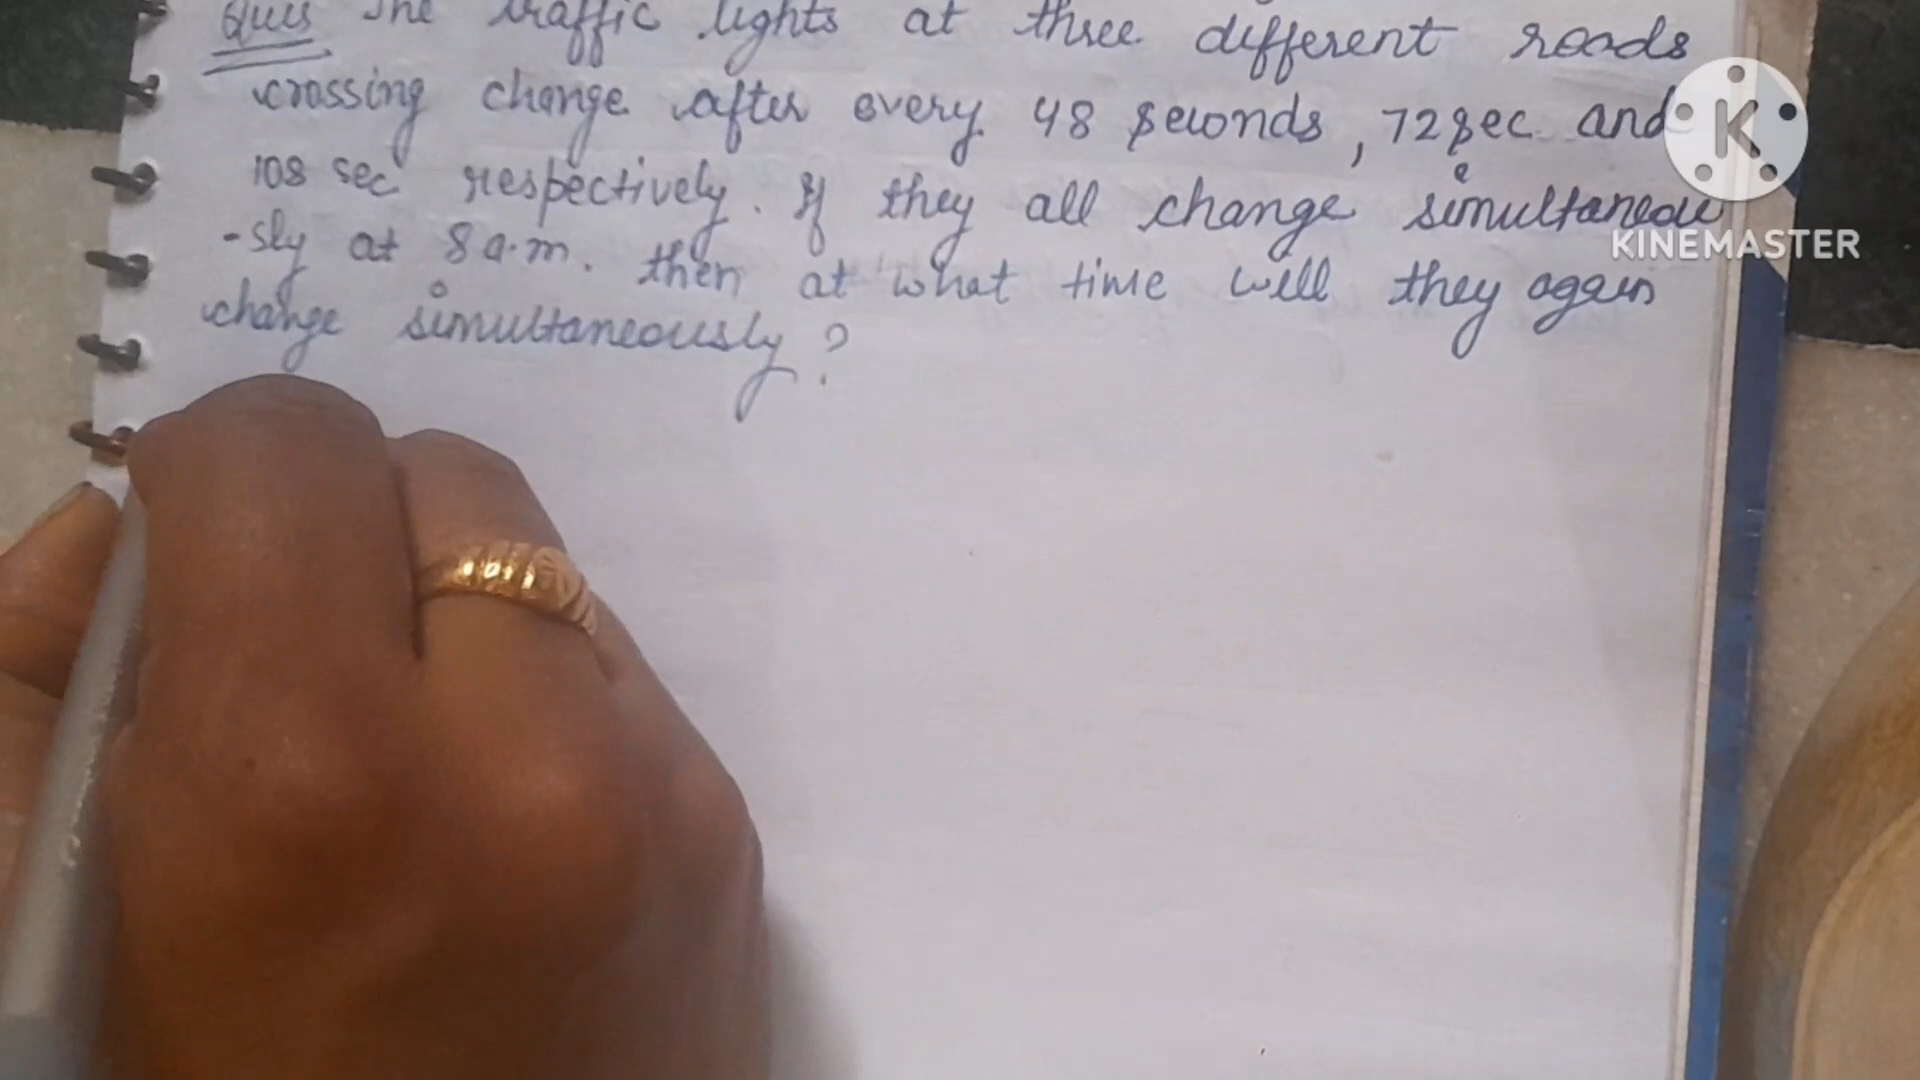 Ques The traffic lights at three different roads
crossing change after every 48 seconds, 72 sec and
108 sec respectively. If they all change simultaneou
-sly at 8 a.m. then at what time will they again
change simultaneously?
K
KINEMASTER